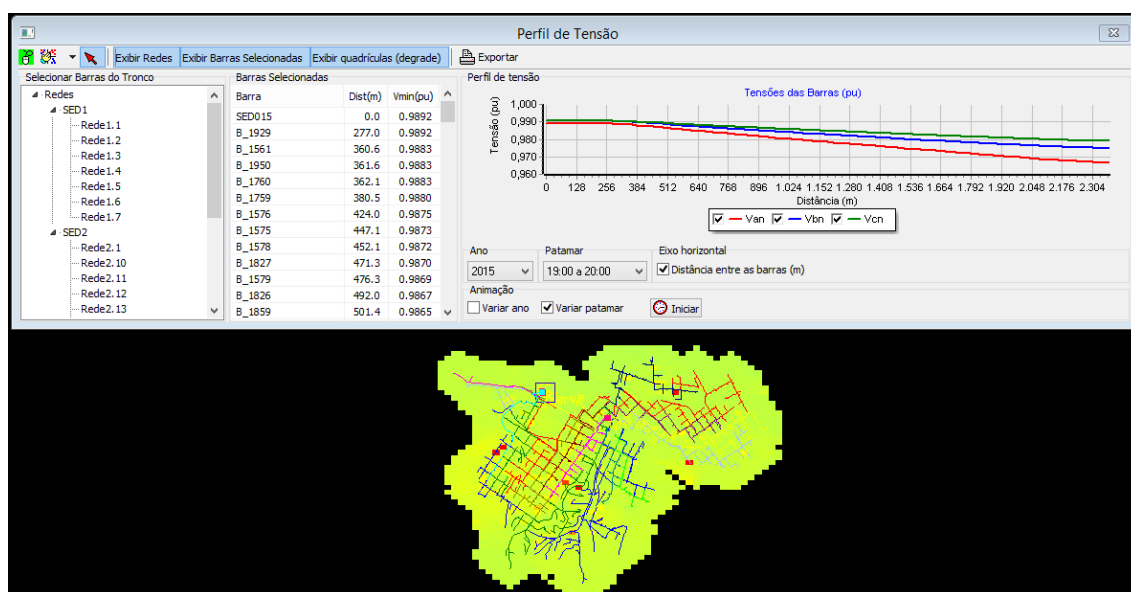 Perfil de Tensão
Exibir Redes Exibir Barras Selecionadas Exibir quadrículas (degrade) Exportar
Selecionar Barras do Tronco
Redes
SED1
Rede1.1
Rede1.2
Rede1.3
Rede1.4
Rede1.5
Rede1.6
Rede1.7
SED2
Rede2.1
Rede2.10
Rede2.11
Rede2.12
Rede2.13
Barras Selecionadas
Barra Dist(m) Vmin(pu)
SED015 0.0 0.9892
B_1929 277.0 0.9892
B_1561 360.6 0.9883
B_1950 361.6 0.9883
B_1760 362.1 0.9883
B_1759 380.5 0.9880
B_1576 424.0 0.9875
B_1575 447.1 0.9873
B_1578 452.1 0.9872
B_1827 471.3 0.9870
B_1579 476.3 0.9869
B_1826 492.0 0.9867
B_1859 501.4 0.9865
Perfil de tensão
Tensões das Barras (pu)
Tensão (pu)
1,000
0,990
0,980
0,970
0,960
0 128 256 384 512 640 768 896 1.024 1.152 1.280 1.408 1.536 1.664 1.792 1.920 2.048 2.176 2.304
Distância (m)
Van Vbn Vcn
Ano Patamar Eixo horizontal
2015 19:00 a 20:00 Distância entre as barras (m)
Animação
Variar ano Variar patamar Iniciar